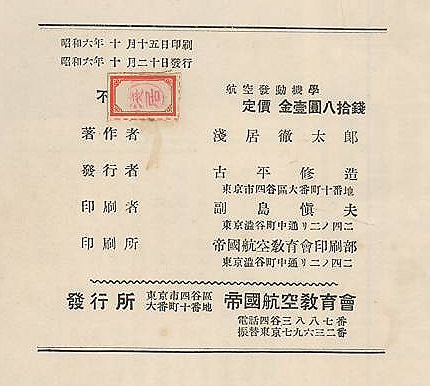 昭和六年 十 月十五日印刷
昭和六年 十 月二十日發行
不
航空發動機學
定價 金壹圓八拾錢
著作者 淺居徹太郎
發行者 古平修造
東京市四谷區大番町十番地
印刷者 副島愼夫
東京澁谷町中通リ二ノ四二
印刷所 帝國航空敎育會印刷部
東京澁谷町中通リ二ノ四二
發行所 東京市四谷區大番町十番地 帝國航空敎育會
電話四谷三八八七番
振替東京七九六三二番